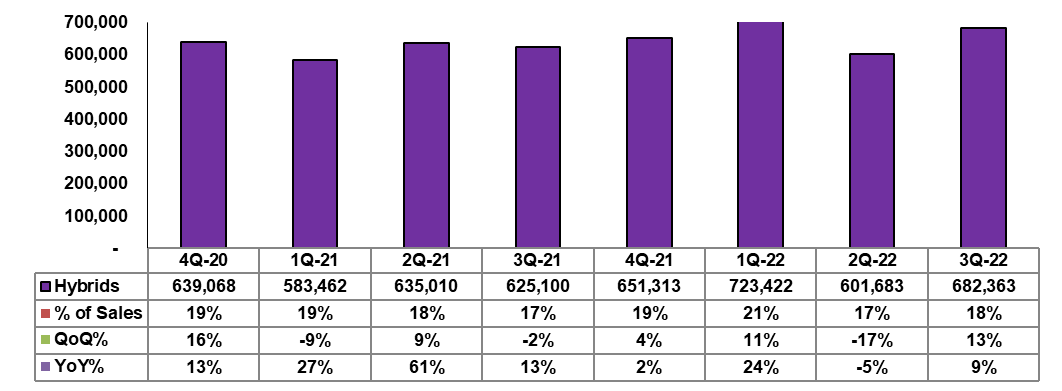 700,000
600,000
500,000
400,000
300,000
200,000
100,000
-
4Q-20 1Q-21 2Q-21 3Q-21 4Q-21 1Q-22 2Q-22 3Q-22
Hybrids 639,068 583,462 635,010 625,100 651,313 723,422 601,683 682,363
% of Sales 19% 19% 18% 17% 19% 21% 17% 18%
QoQ% 16% -9% 9% -2% 4% 11% -17% 13%
YoY% 13% 27% 61% 13% 2% 24% -5% 9%